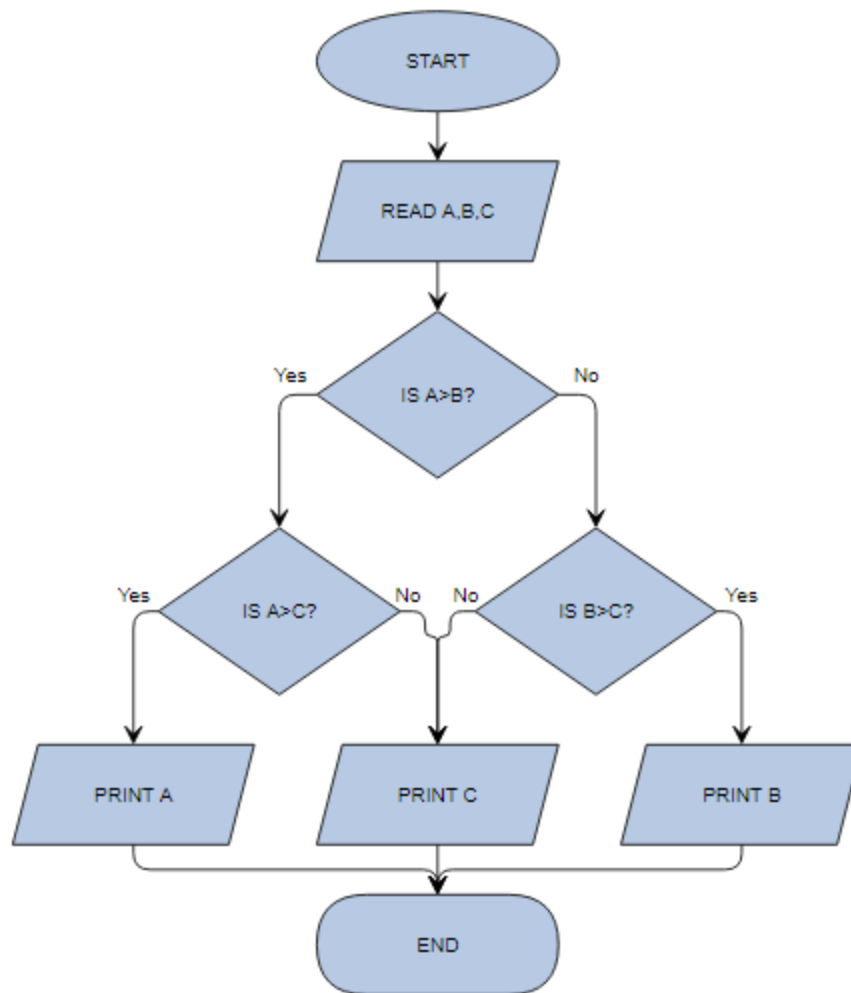 START
READ A,B,C
Yes
IS A>B?
No
Yes
IS A>C?
No
No
IS B>C?
Yes
PRINT A
PRINT C
PRINT B
END